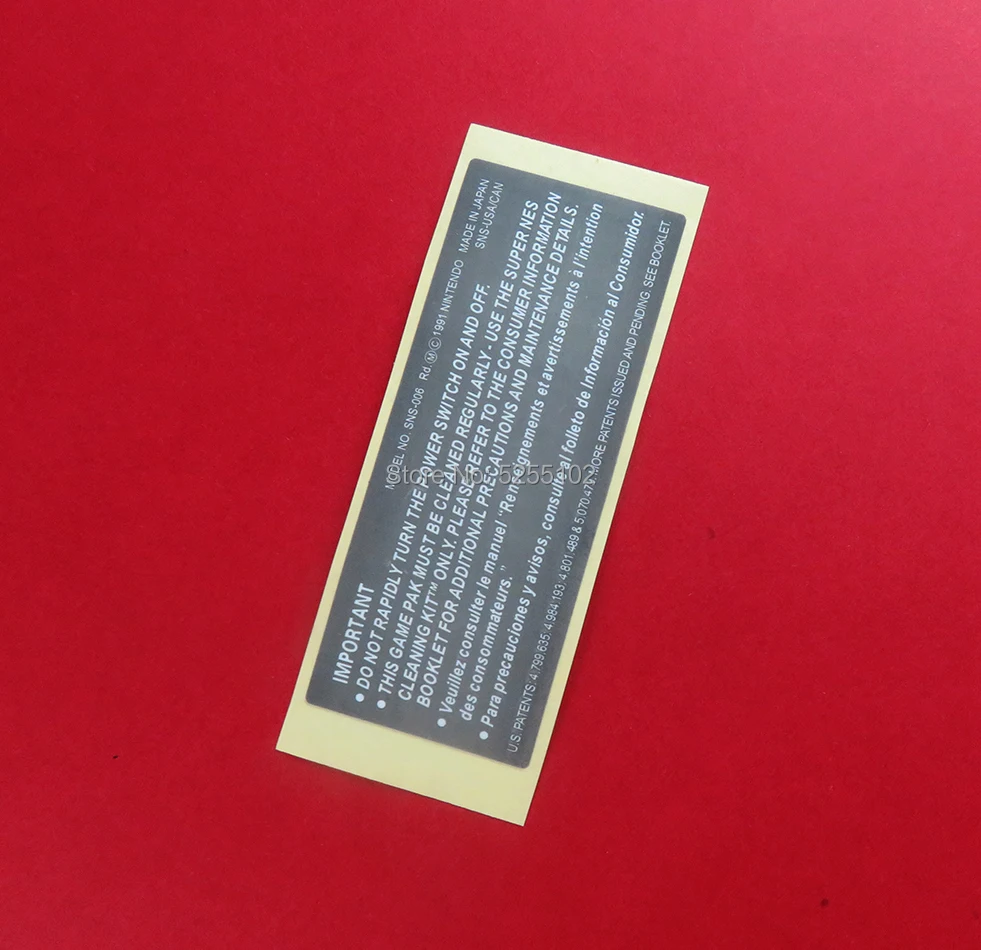 MODEL NO. SNS-006 Rd. Ⓜ © 1991 NINTENDO MADE IN JAPAN
SNS-USA/CAN
IMPORTANT
• DO NOT RAPIDLY TURN THE POWER SWITCH ON AND OFF.
• THIS GAME PAK MUST BE CLEANED REGULARLY - USE THE SUPER NES
CLEANING KIT™ ONLY. PLEASE REFER TO THE CONSUMER INFORMATION
BOOKLET FOR ADDITIONAL PRECAUTIONS AND MAINTENANCE DETAILS.
• Veuillez consulter le manuel "Renseignements et avertissements à l'intention
des consommateurs."
• Para precauciones y avisos, consulte al folleto de Información al Consumidor.
U.S. PATENTS: 4,799,635; 4,984,193; 4,801,489 & 5,070,479. MORE PATENTS ISSUED AND PENDING. SEE BOOKLET.
Store No: 5255102